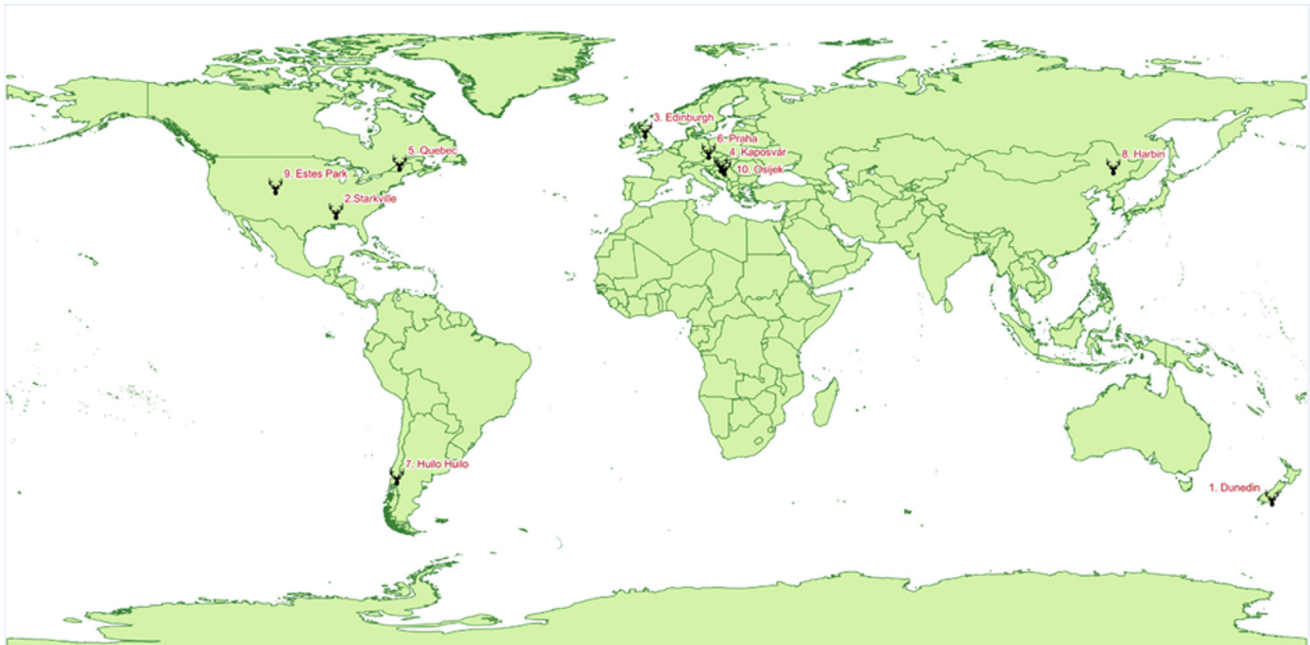 3. Edinburgh
6. Praha
5. Quebec
4. Kaposvár
8. Harbin
9. Estes Park
10. Osijek
2.Starkville
7. Huilo Huilo
1. Dunedin